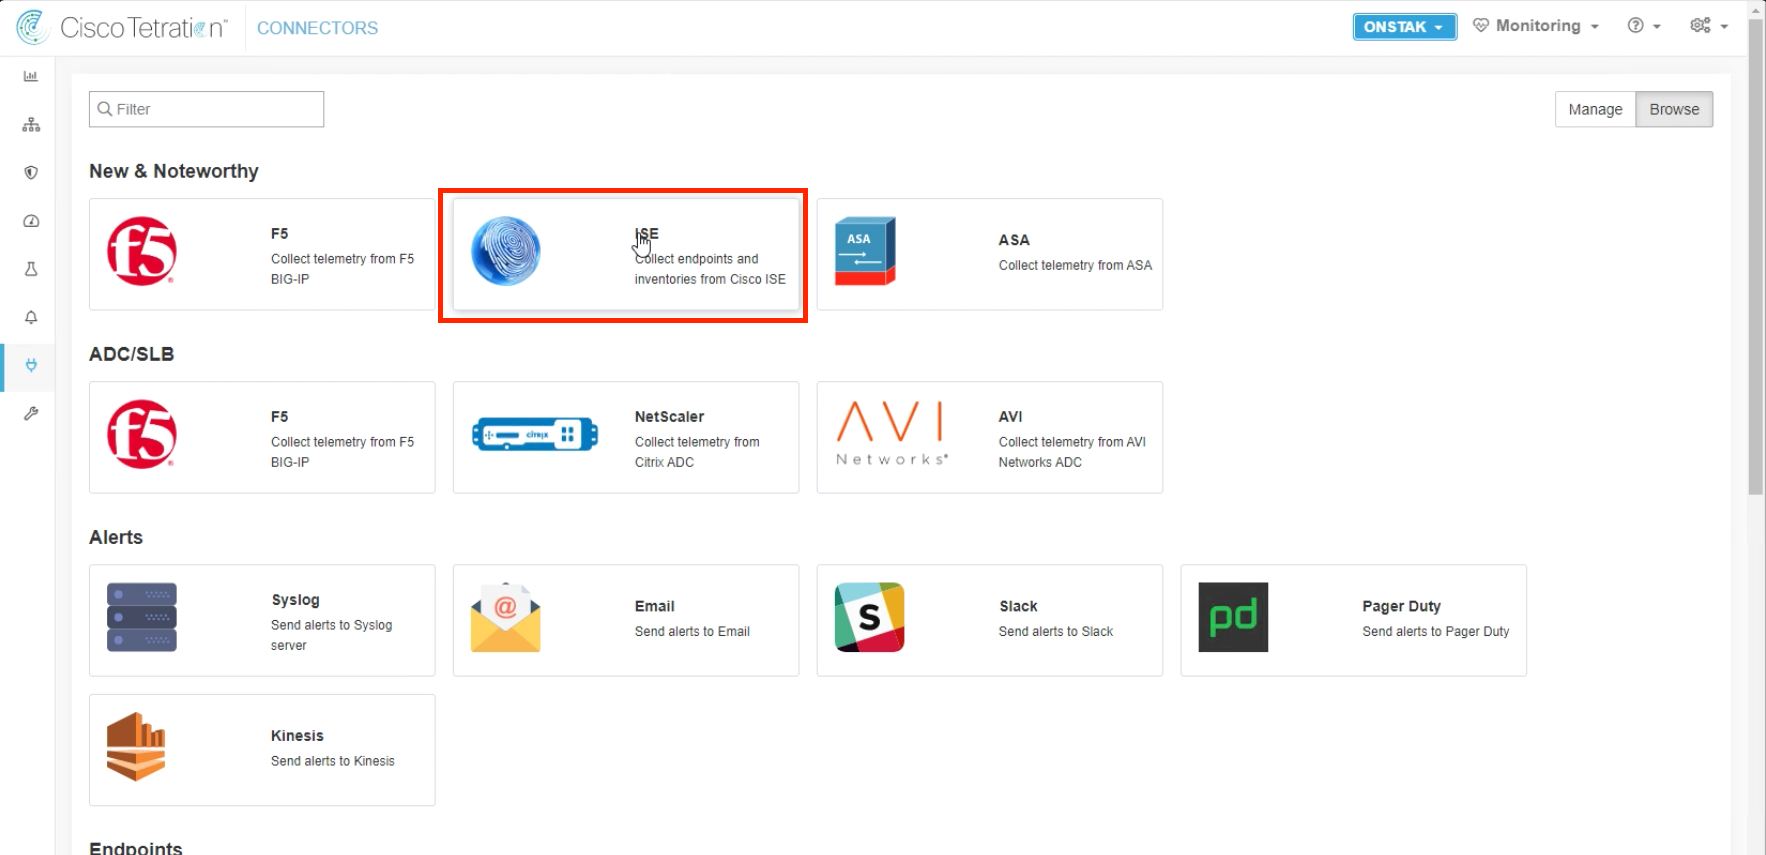 Cisco Tetration™
CONNECTORS
ONSTAK
Monitoring
Filter
Manage
Browse
New & Noteworthy
F5
Collect telemetry from F5
BIG-IP
ISE
Collect endpoints and
inventories from Cisco ISE
ASA
ASA
Collect telemetry from ASA
ADC/SLB
F5
Collect telemetry from F5
BIG-IP
citrix
NetScaler
Collect telemetry from
Citrix ADC
AVI
Networks
AVI
Collect telemetry from AVI
Networks ADC
Alerts
Syslog
Send alerts to Syslog
server
@
Email
Send alerts to Email
S
Slack
Send alerts to Slack
pd
Pager Duty
Send alerts to Pager Duty
Kinesis
Send alerts to Kinesis
Endpoints